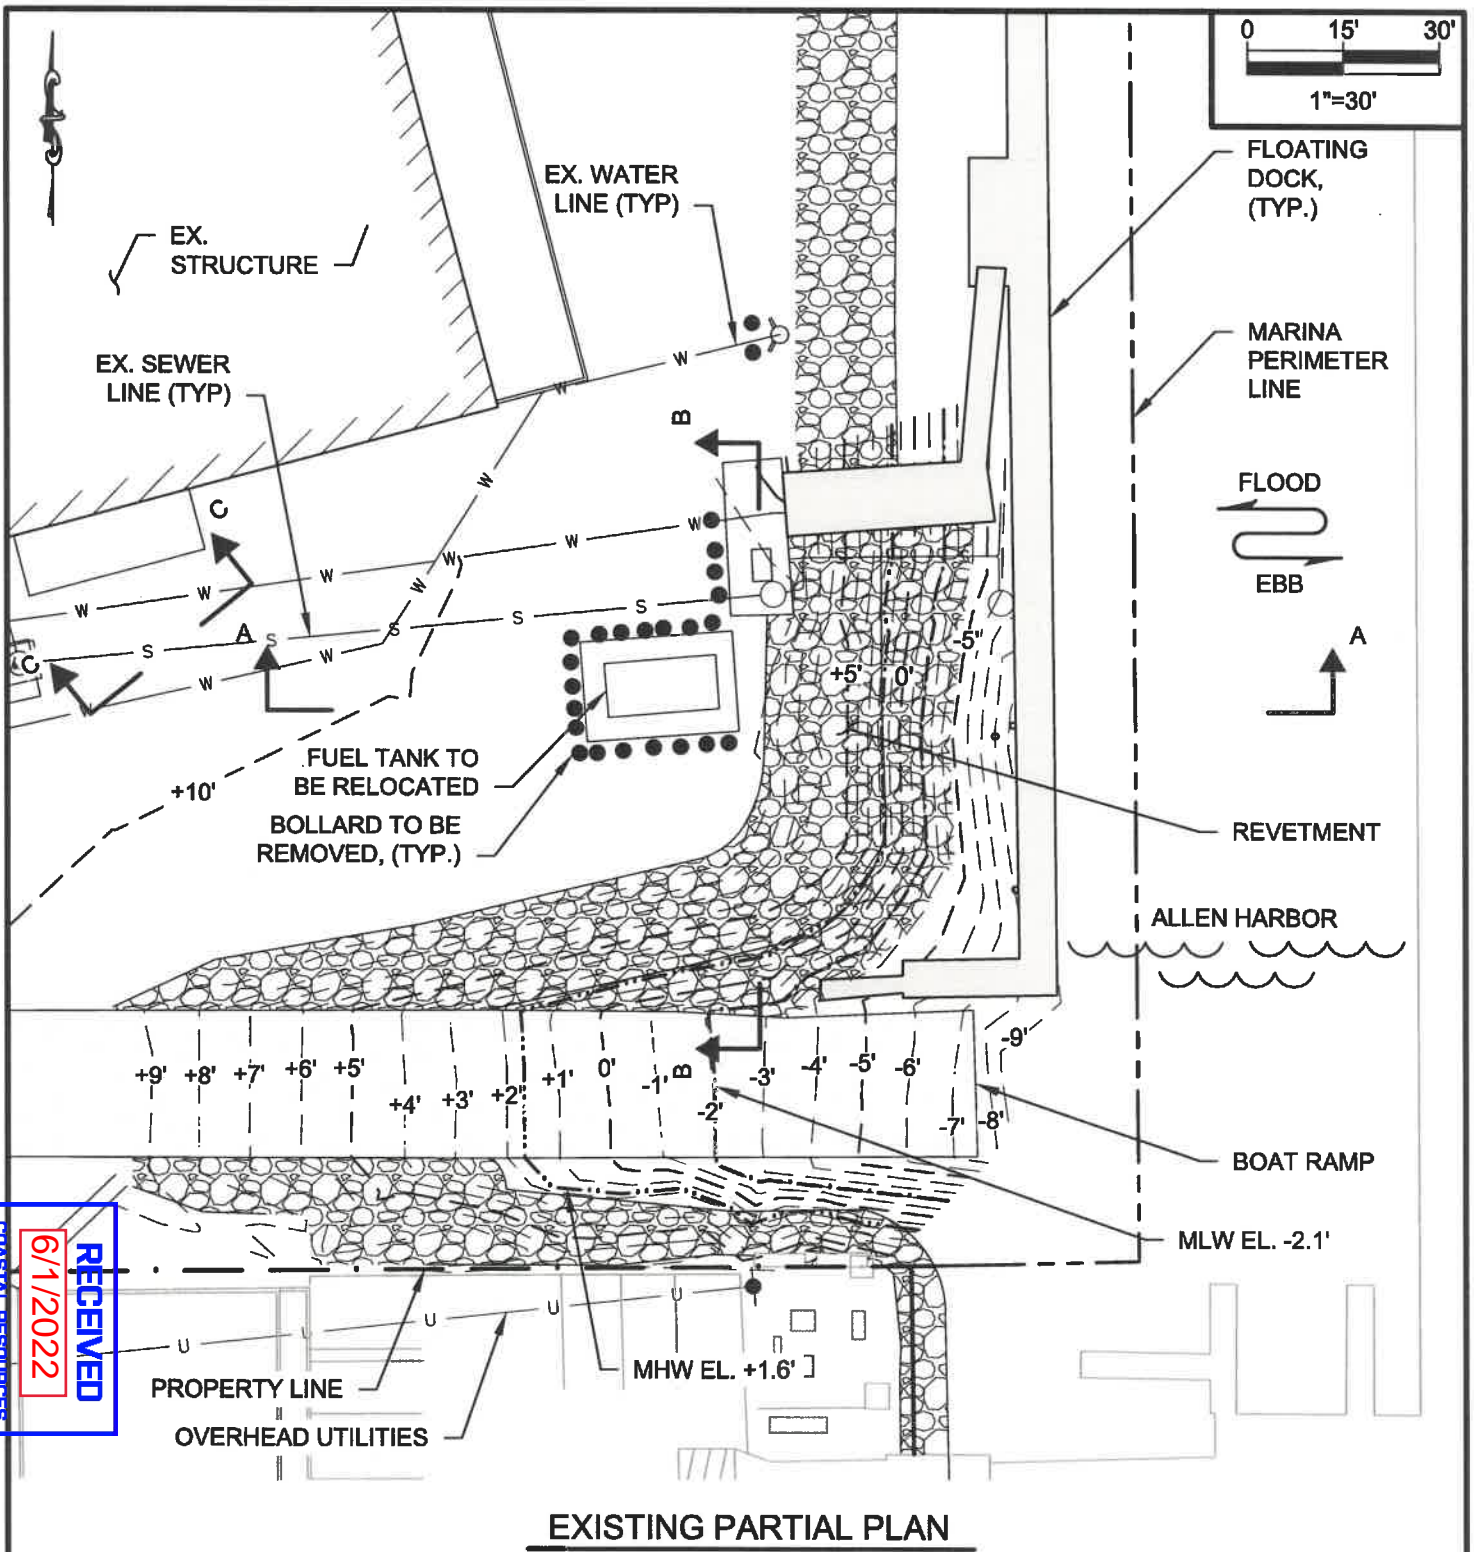 0 15' 30'
1"=30'
FLOATING
DOCK,
(TYP.)
EX. WATER
LINE (TYP)
EX.
STRUCTURE
MARINA
PERIMETER
LINE
EX. SEWER
LINE (TYP)
W
W
B
W
FLOOD
EBB
C
W
W
W
W
W
W
W
S
S
S
S
S
A
A
W
W
C
W
-5'
+5' 0'
FUEL TANK TO
BE RELOCATED
+10'
BOLLARD TO BE
REMOVED, (TYP.)
REVETMENT
ALLEN HARBOR
+9' +8' +7' +6' +5' +4' +3' +2' +1' 0' -1' B -2' -3' -4' -5' -6' -7' -8' -9'
BOAT RAMP
MLW EL. -2.1'
RECEIVED
6/1/2022
COASTAL RESOURCES
U
U
U
U
U
MHW EL. +1.6'
PROPERTY LINE
OVERHEAD UTILITIES
EXISTING PARTIAL PLAN